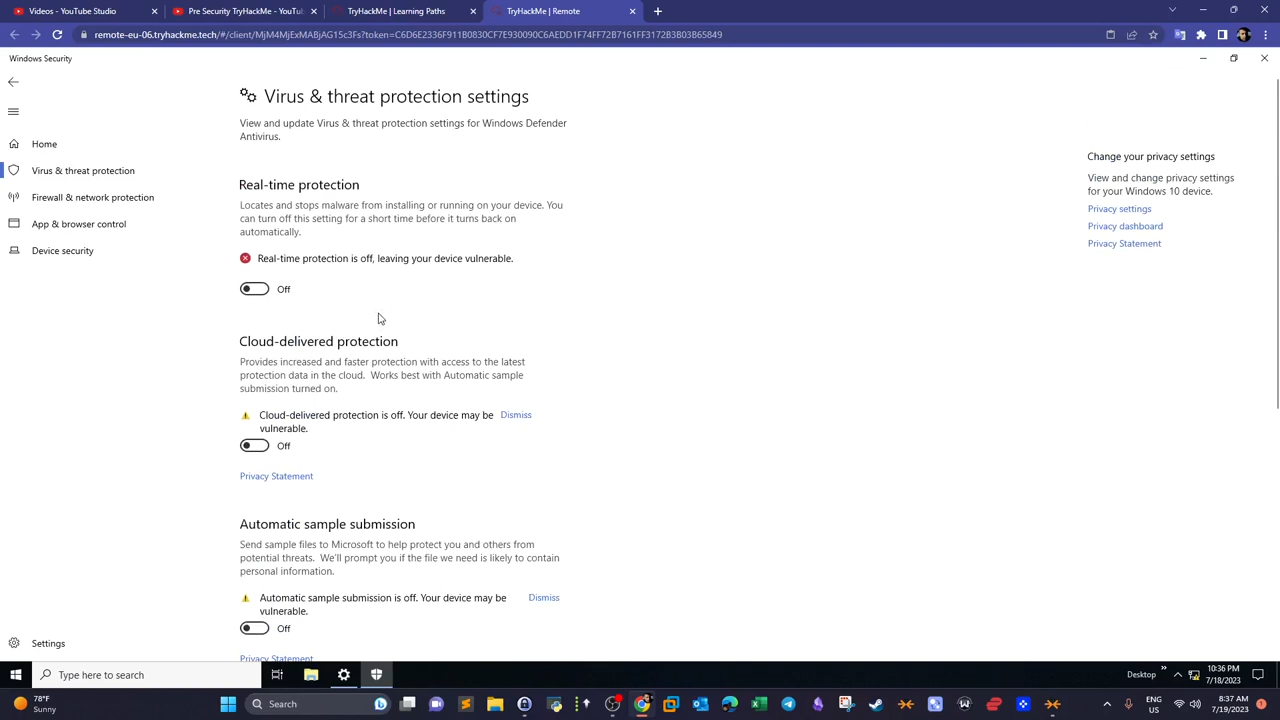 Videos - YouStudio
Pre Security - TryHackMe -
TryHackMe | Learning Paths
TryHackMe | Remote
remote-eu-06.tryhackme.tech/#/client/MjM4MjExMABjAG15c3Fs?token=C6D6E2336F911B0830CF7E930090C6AEDD1F74FF72B7161FF3172B3B03B65849
Windows Security
Virus & threat protection settings
View and update Virus & threat protection settings for Windows Defender
Antivirus.
Home
Virus & threat protection
Firewall & network protection
App & browser control
Device security
Real-time protection
Locates and stops malware from installing or running on your device. You
can turn off this setting for a short time before it turns back on
automatically.
Real-time protection is off, leaving your device vulnerable.
Off
Cloud-delivered protection
Provides increased and faster protection with access to the latest
protection data in the cloud. Works best with Automatic sample
submission turned on.
Cloud-delivered protection is off. Your device may be Dismiss
vulnerable.
Off
Privacy Statement
Automatic sample submission
Send sample files to Microsoft to help protect you and others from
potential threats. We'll prompt you if the file we need is likely to contain
personal information.
Automatic sample submission is off. Your device may be Dismiss
vulnerable.
Off
Privacy Statement
Change your privacy settings
View and change privacy settings
for your Windows 10 device.
Privacy settings
Privacy dashboard
Privacy Statement
Settings
Type here to search
Desktop
10:36 PM
7/18/2023
78°F
Sunny
Search
ENG
US
8:37 AM
7/19/2023